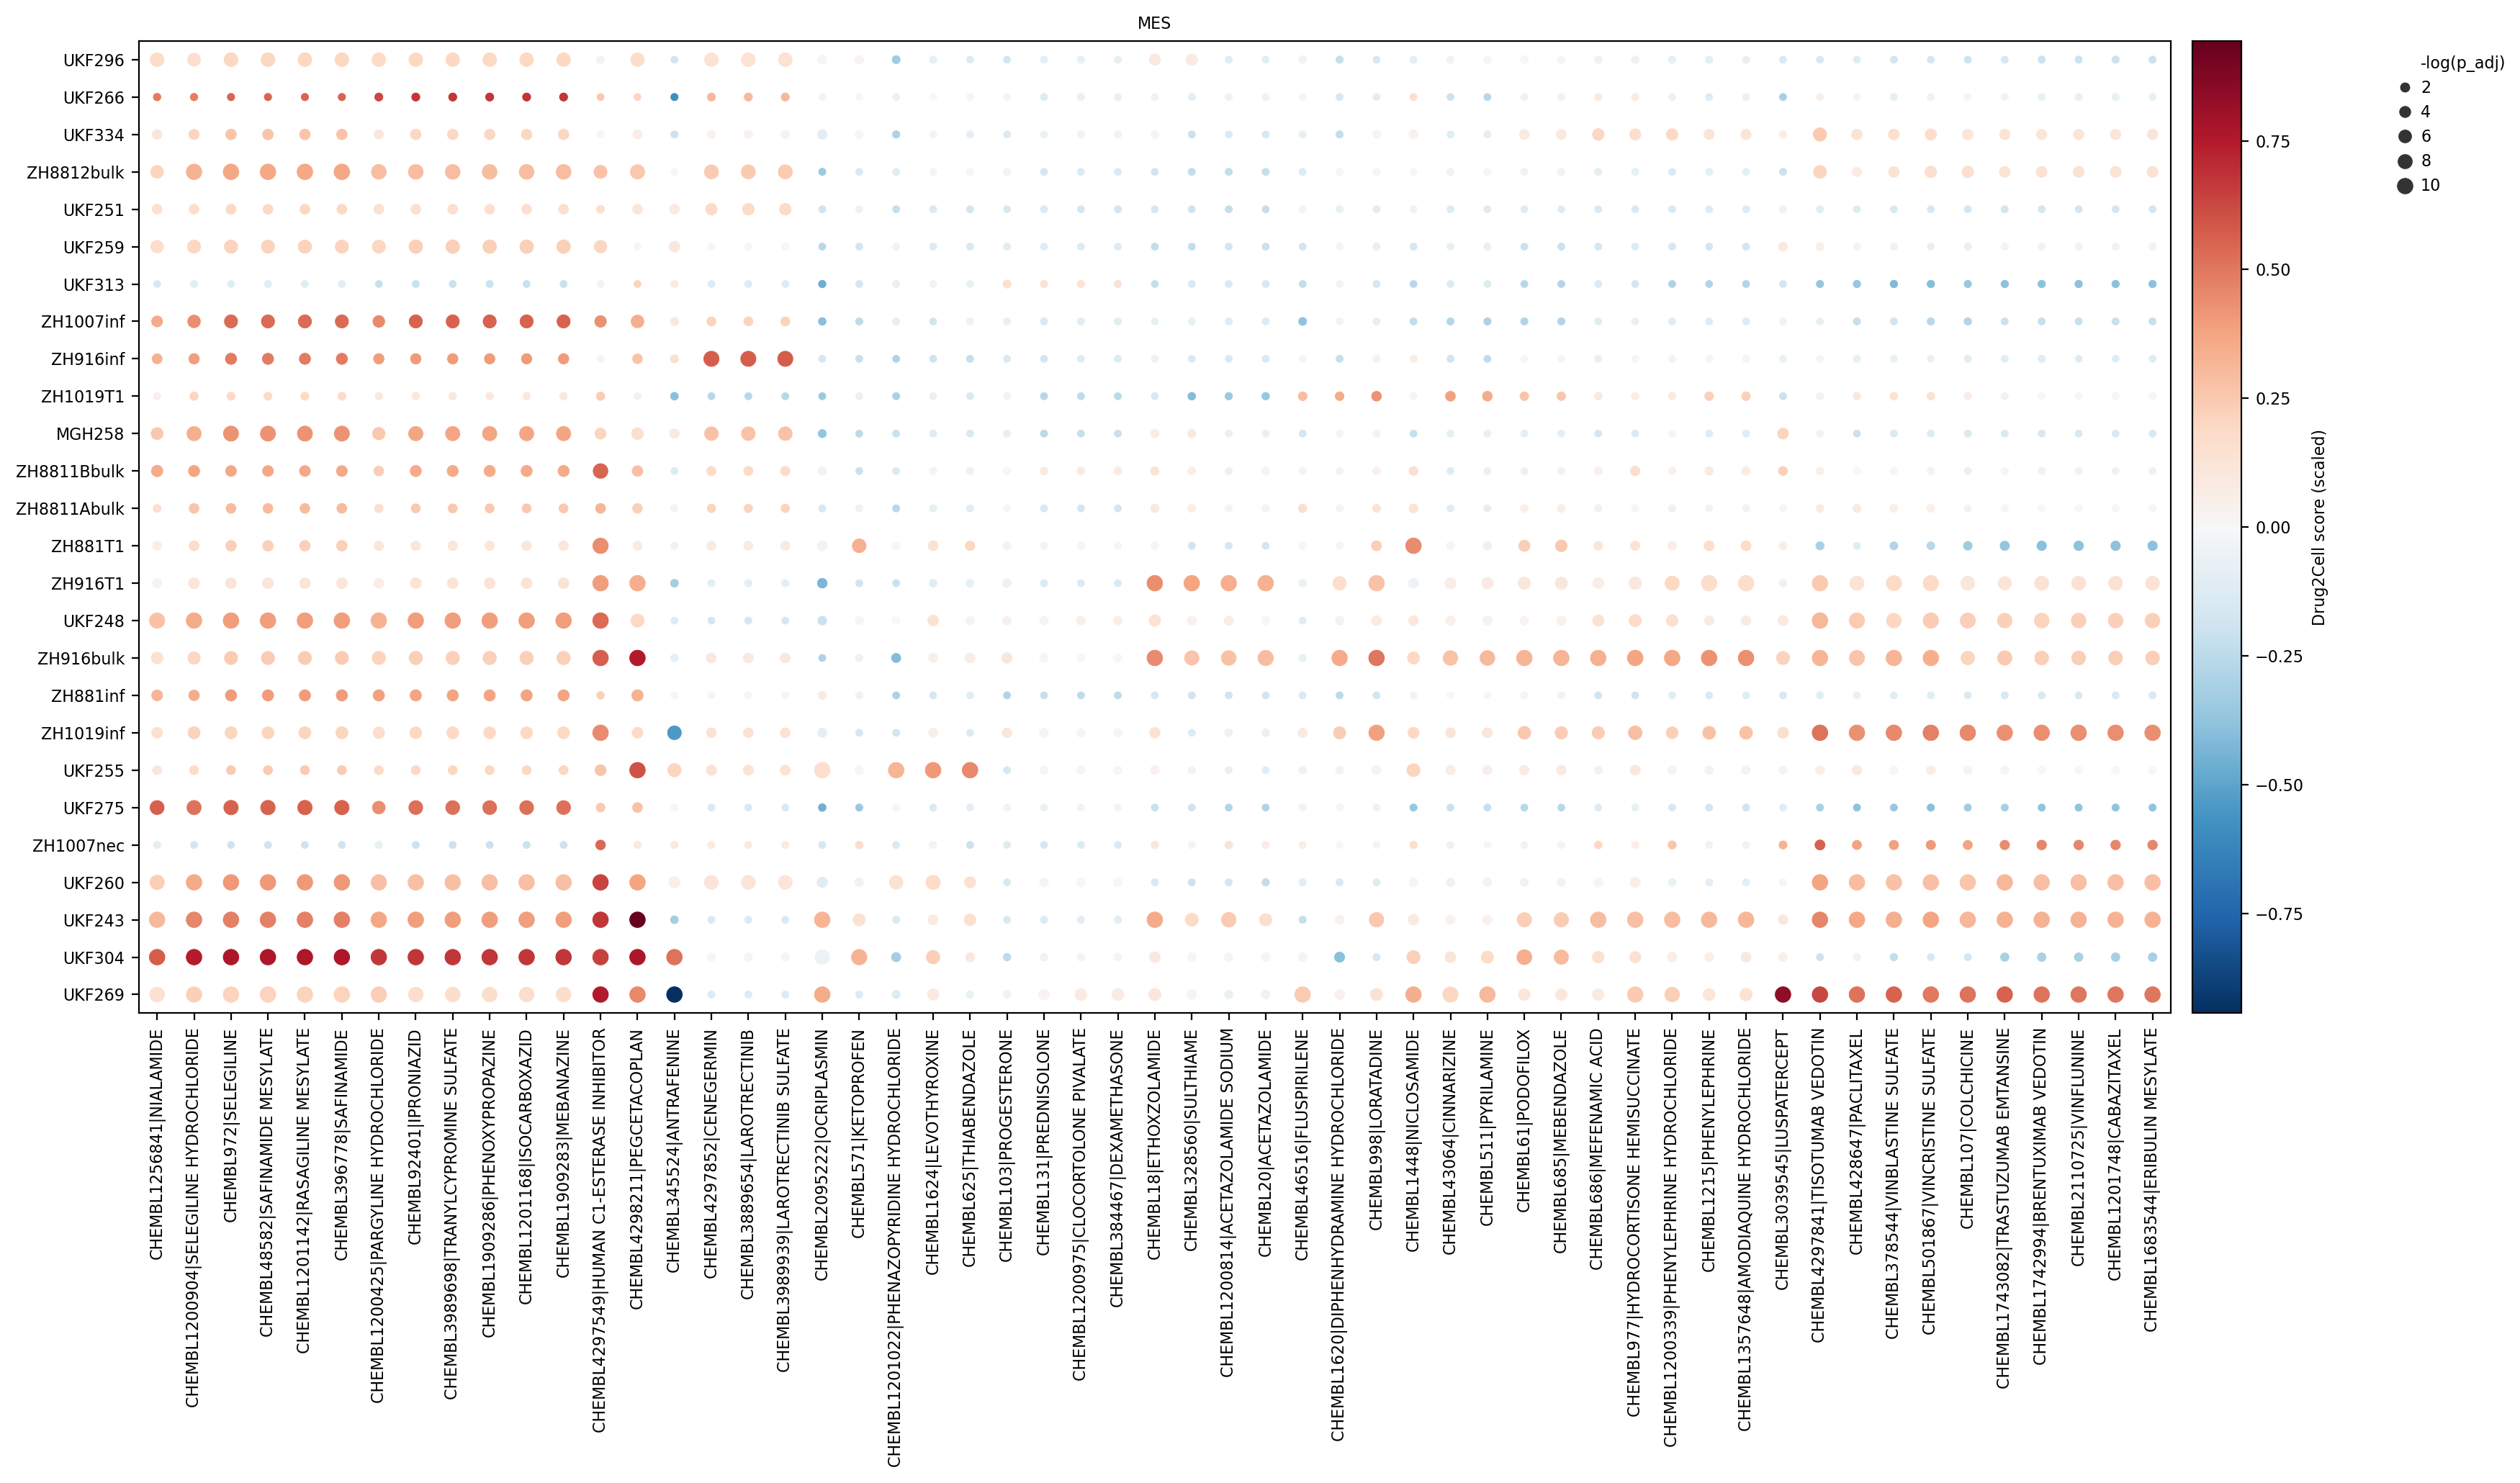 MES
UKF296
UKF266
UKF334
ZH8812bulk
UKF251
UKF259
UKF313
ZH1007inf
ZH916inf
ZH1019T1
MGH258
ZH8811Bbulk
ZH8811Abulk
ZH881T1
ZH916T1
UKF248
ZH916bulk
ZH881inf
ZH1019inf
UKF255
UKF275
ZH1007nec
UKF260
UKF243
UKF304
UKF269
CHEMBL1256841|NIALAMIDE
CHEMBL1200904|SELEGILINE HYDROCHLORIDE
CHEMBL972|SELEGILINE
CHEMBL48582|SAFINAMIDE MESYLATE
CHEMBL1201142|RASAGILINE MESYLATE
CHEMBL396778|SAFINAMIDE
CHEMBL1200425|PARGYLINE HYDROCHLORIDE
CHEMBL92401|IPRONIAZID
CHEMBL3989698|TRANYLCYPROMINE SULFATE
CHEMBL1909286|PHENOXYPROPAZINE
CHEMBL1201168|ISOCARBOXAZID
CHEMBL1909283|MEBANAZINE
CHEMBL4297549|HUMAN C1-ESTERASE INHIBITOR
CHEMBL4298211|PEGCETACOPLAN
CHEMBL345524|ANTRAFENINE
CHEMBL4297852|CENEGERMIN
CHEMBL3889654|LAROTRECTINIB
CHEMBL3989939|LAROTRECTINIB SULFATE
CHEMBL2095222|OCRIPLASMIN
CHEMBL571|KETOPROFEN
CHEMBL1201022|PHENAZOPYRIDINE HYDROCHLORIDE
CHEMBL1624|LEVOTHYROXINE
CHEMBL625|THIABENDAZOLE
CHEMBL103|PROGESTERONE
CHEMBL131|PREDNISOLONE
CHEMBL1200975|CLOCORTOLONE PIVALATE
CHEMBL384467|DEXAMETHASONE
CHEMBL18|ETHOXZOLAMIDE
CHEMBL328560|SULTHIAME
CHEMBL1200814|ACETAZOLAMIDE SODIUM
CHEMBL20|ACETAZOLAMIDE
CHEMBL46516|FLUSPIRILENE
CHEMBL1620|DIPHENHYDRAMINE HYDROCHLORIDE
CHEMBL998|LORATADINE
CHEMBL1448|NICLOSAMIDE
CHEMBL43064|CINNARIZINE
CHEMBL511|PYRILAMINE
CHEMBL61|PODOFILOX
CHEMBL685|MEBENDAZOLE
CHEMBL686|MEFENAMIC ACID
CHEMBL977|HYDROCORTISONE HEMISUCCINATE
CHEMBL1200339|PHENYLEPHRINE HYDROCHLORIDE
CHEMBL1215|PHENYLEPHRINE
CHEMBL1357648|AMODIAQUINE HYDROCHLORIDE
CHEMBL3039545|LUSPATERCEPT
CHEMBL4297841|TISOTUMAB VEDOTIN
CHEMBL428647|PACLITAXEL
CHEMBL378544|VINBLASTINE SULFATE
CHEMBL501867|VINCRISTINE SULFATE
CHEMBL107|COLCHICINE
CHEMBL1743082|TRASTUZUMAB EMTANSINE
CHEMBL1742994|BRENTUXIMAB VEDOTIN
CHEMBL2110725|VINFLUNINE
CHEMBL1201748|CABAZITAXEL
CHEMBL1683544|ERIBULIN MESYLATE
0.75
0.50
0.25
0.00
−0.25
−0.50
−0.75
Drug2Cell score (scaled)
-log(p_adj)
2
4
6
8
10